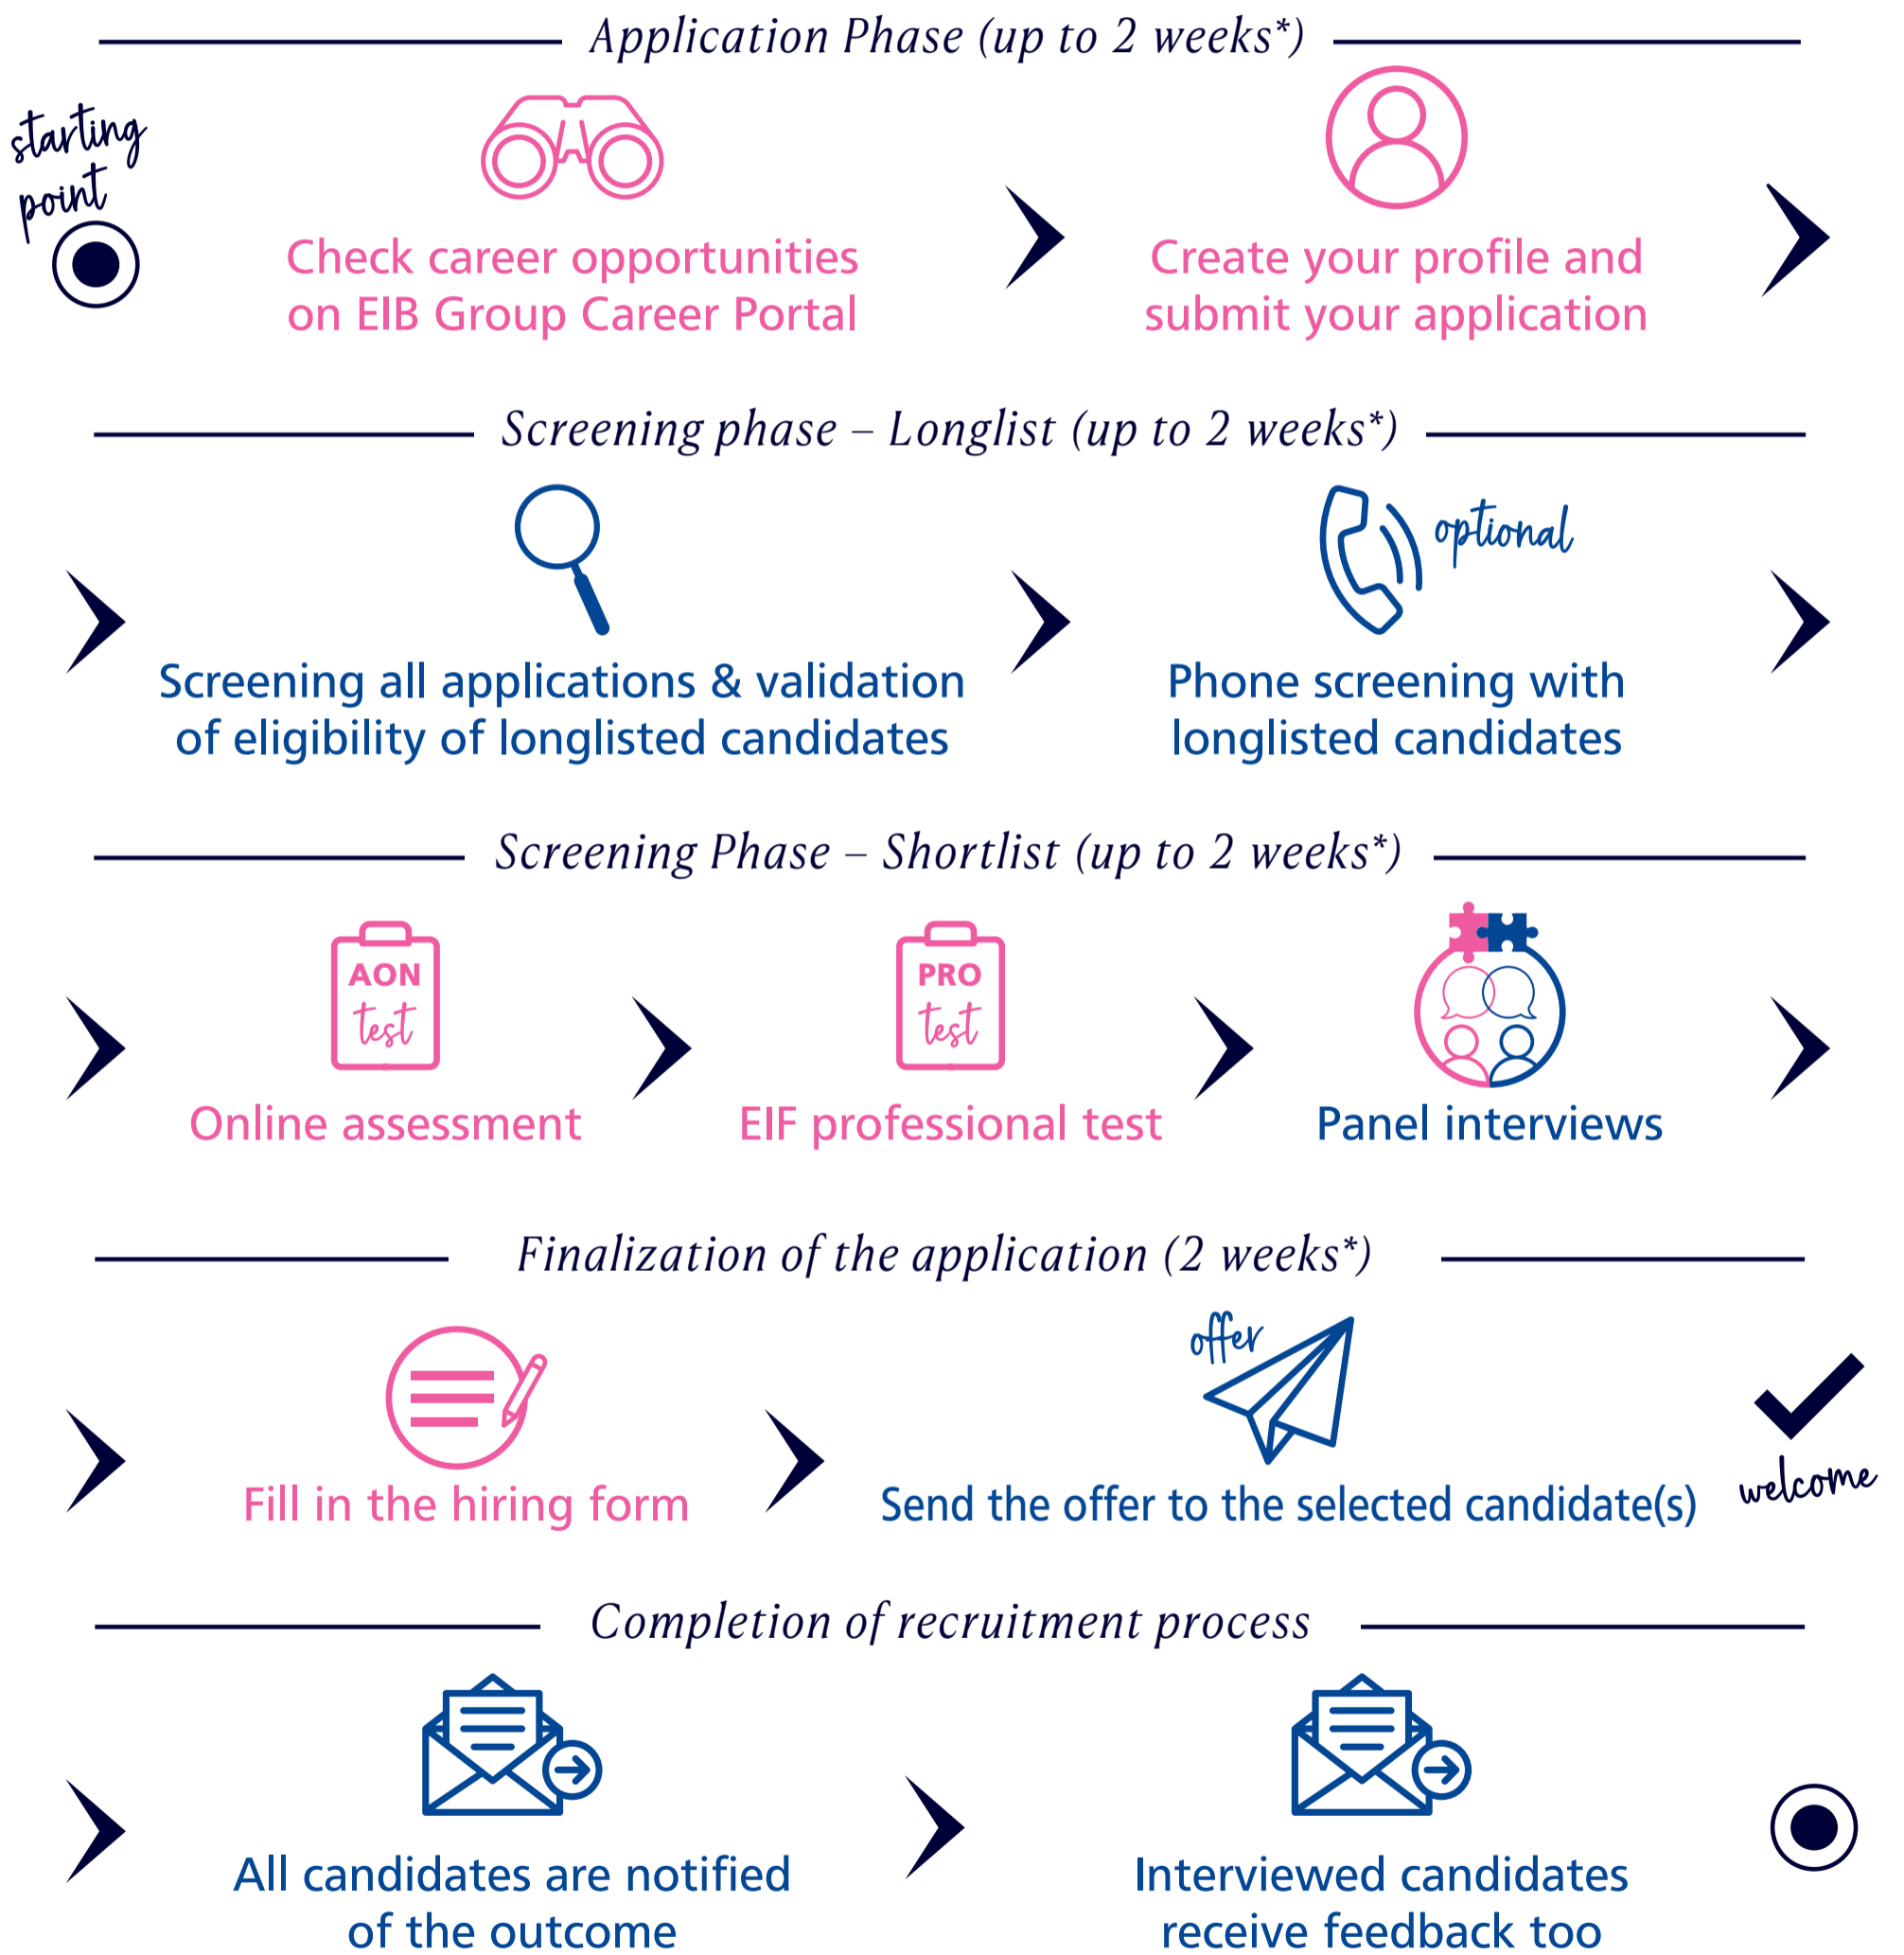 Application Phase (up to 2 weeks*)
starting
point
Check career opportunities
on EIB Group Career Portal
Create your profile and
submit your application
Screening phase – Longlist (up to 2 weeks*)
optional
Screening all applications & validation
of eligibility of longlisted candidates
Phone screening with
longlisted candidates
Screening Phase – Shortlist (up to 2 weeks*)
AON
test
Online assessment
PRO
test
EIF professional test
Panel interviews
Finalization of the application (2 weeks*)
Fill in the hiring form
offer
Send the offer to the selected candidate(s)
welcome
Completion of recruitment process
All candidates are notified
of the outcome
Interviewed candidates
receive feedback too